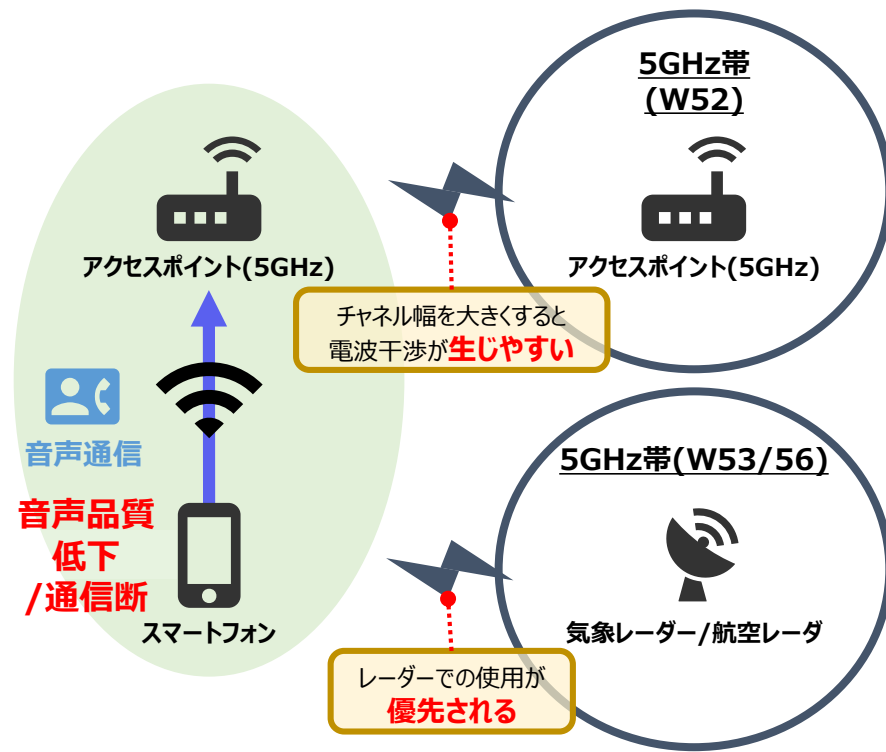 5GHz帯
(W52)
アクセスポイント(5GHz)
アクセスポイント(5GHz)
チャネル幅を大きくすると
電波干渉が生じやすい
音声通信
音声品質
低下
/通信断
スマートフォン
5GHz帯(W53/56)
気象レーダー/航空レーダ
レーダーでの使用が
優先される